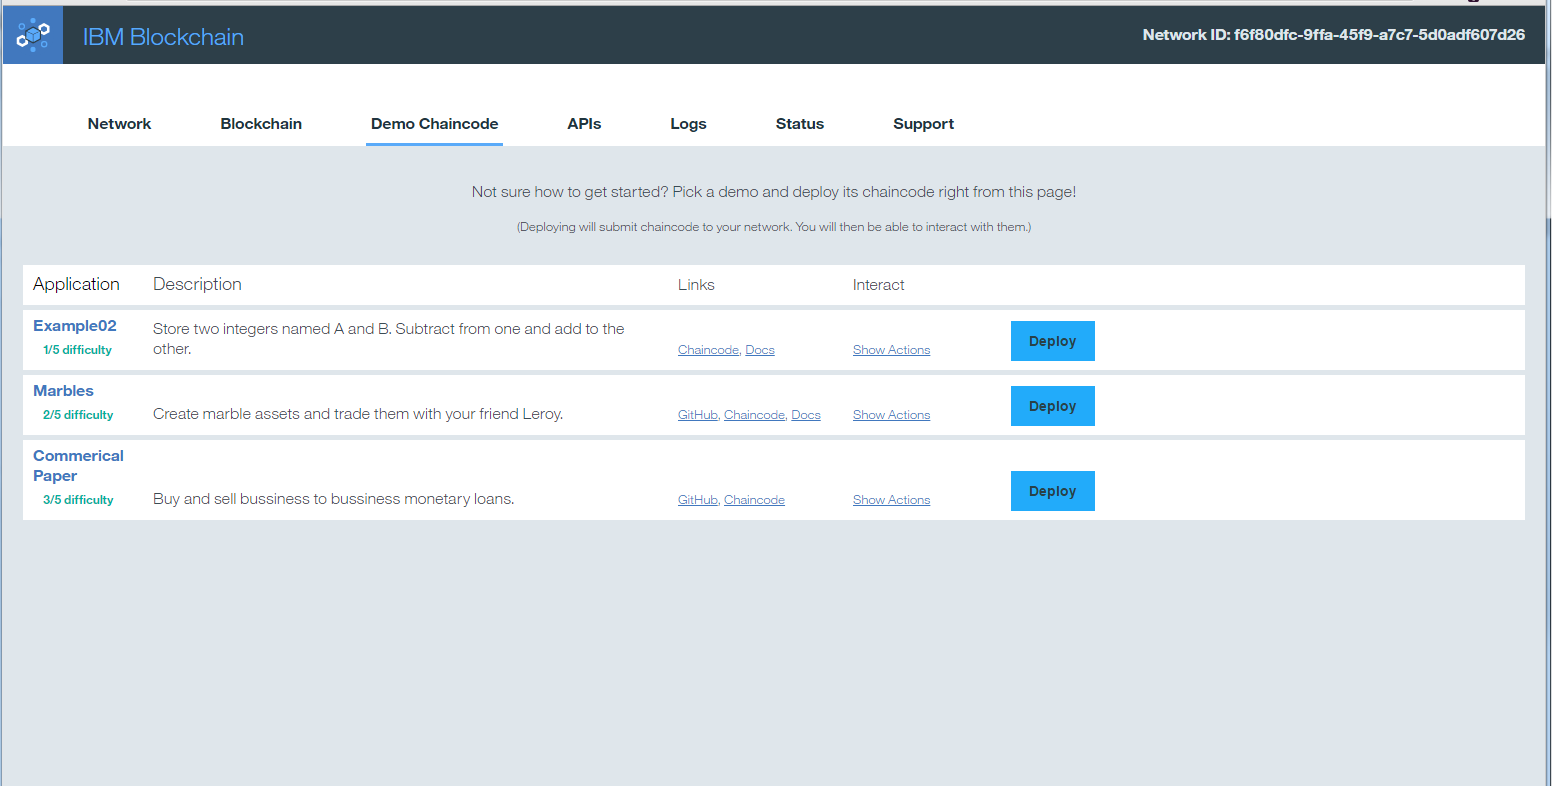 IBM Blockchain
Network ID: f6f80dfc-9ffa-45f9-a7c7-5d0adf607d26
Network Blockchain Demo Chaincode APIs Logs Status Support
Not sure how to get started? Pick a demo and deploy its chaincode right from this page!
(Deploying will submit chaincode to your network. You will then be able to interact with them.)
Application Description Links Interact
Example02
1/5 difficulty
Store two integers named A and B. Subtract from one and add to the
other.
Chaincode, Docs
Show Actions
Deploy
Marbles
2/5 difficulty
Create marble assets and trade them with your friend Leroy.
GitHub, Chaincode, Docs
Show Actions
Deploy
Commerical
Paper
3/5 difficulty
Buy and sell bussiness to bussiness monetary loans.
GitHub, Chaincode
Show Actions
Deploy